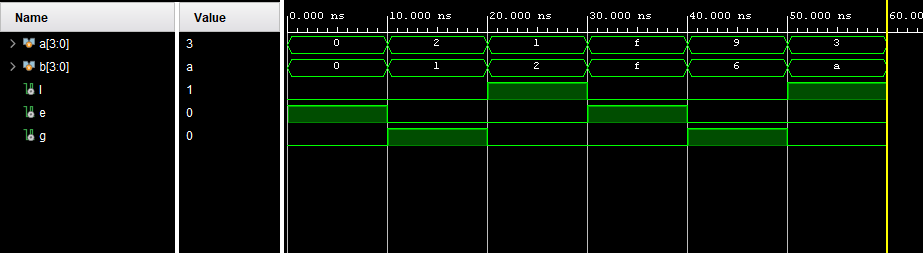 Name Value 0.000 ns 10.000 ns 20.000 ns 30.000 ns 40.000 ns 50.000 ns 60.00
a[3:0] 3 0 2 1 f 9 3
b[3:0] a 0 1 2 f 6 a
l 1
e 0
g 0